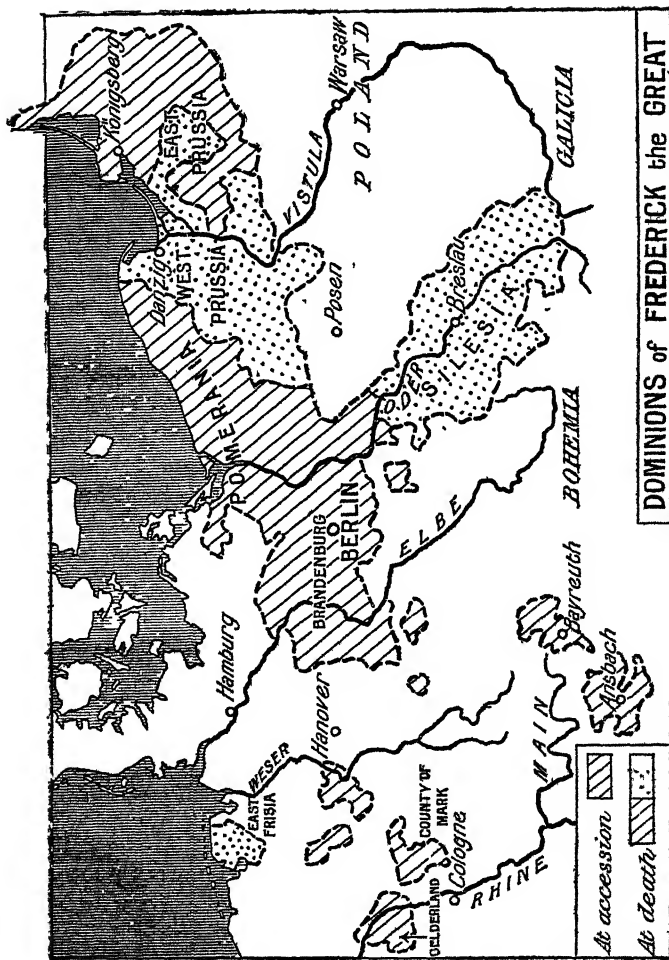 Königsberg
EAST
PRUSSIA
Danzig
WEST
PRUSSIA
VISTULA
Warsaw
POLAND
POMERANIA
Posen
Hamburg
BRANDENBURG
BERLIN
ODER
Breslau
SILESIA
GALICIA
ELBE
BOHEMIA
EAST
FRISIA
WESER
Hanover
COUNTY OF
MARK
Cologne
GELDERLAND
RHINE
MAIN
Bayreuth
Ansbach
At accession
At death
DOMINIONS of FREDERICK the GREAT